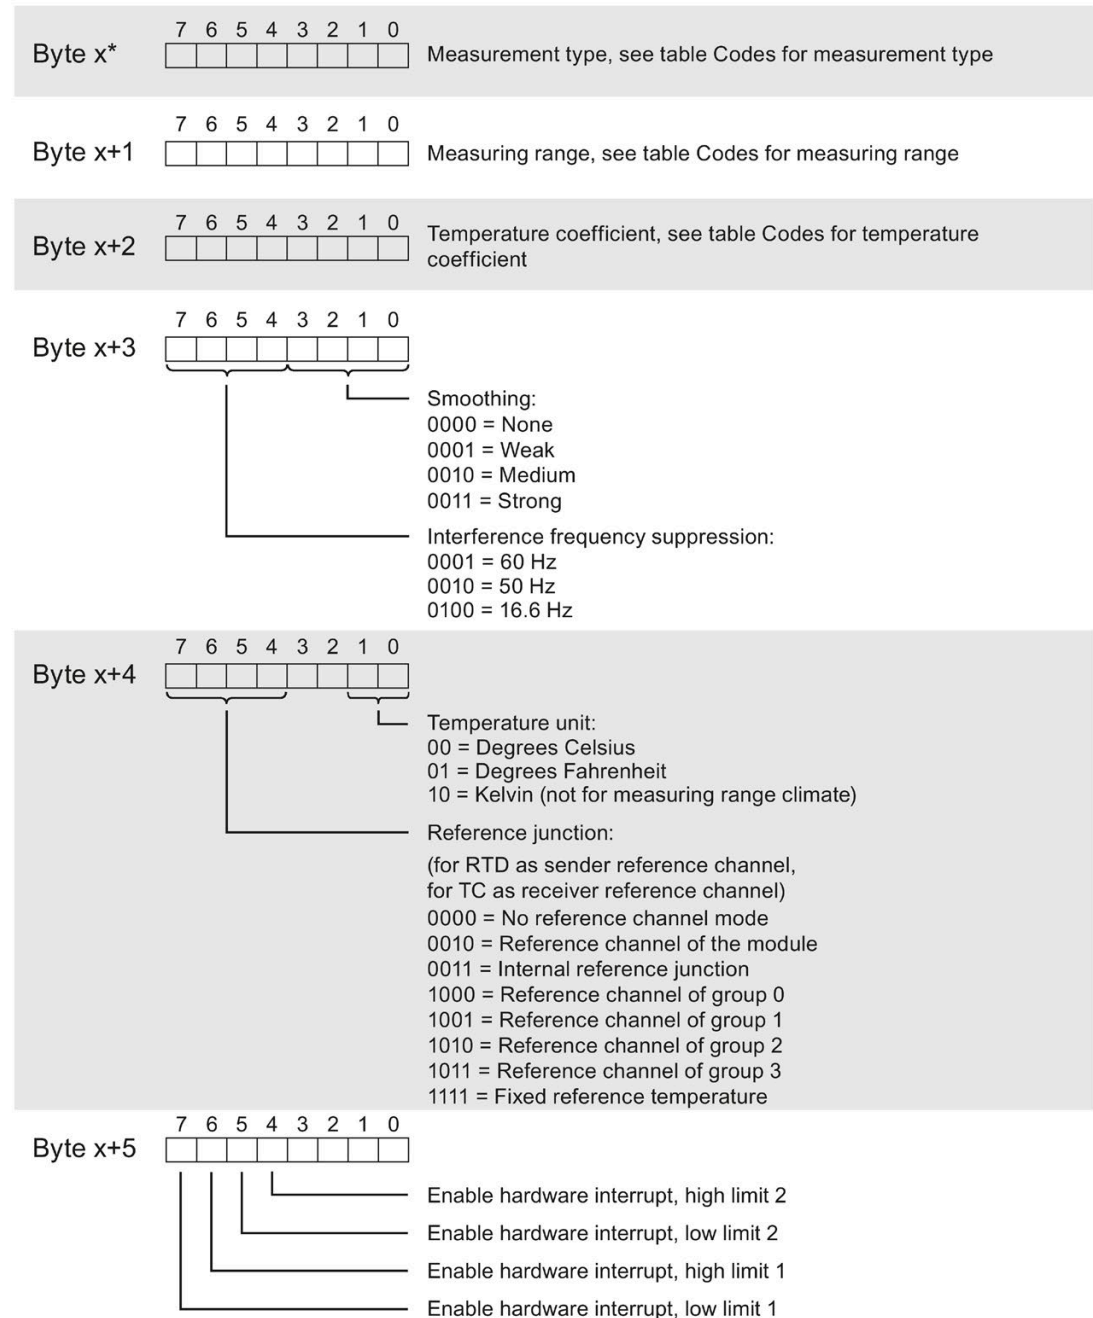 7 6 5 4 3 2 1 0
Byte x* Measurement type, see table Codes for measurement type
7 6 5 4 3 2 1 0
Byte x+1 Measuring range, see table Codes for measuring range
7 6 5 4 3 2 1 0
Byte x+2 Temperature coefficient, see table Codes for temperature
coefficient
7 6 5 4 3 2 1 0
Byte x+3
Smoothing:
0000 = None
0001 = Weak
0010 = Medium
0011 = Strong
Interference frequency suppression:
0001 = 60 Hz
0010 = 50 Hz
0100 = 16.6 Hz
7 6 5 4 3 2 1 0
Byte x+4
Temperature unit:
00 = Degrees Celsius
01 = Degrees Fahrenheit
10 = Kelvin (not for measuring range climate)
Reference junction:
(for RTD as sender reference channel,
for TC as receiver reference channel)
0000 = No reference channel mode
0010 = Reference channel of the module
0011 = Internal reference junction
1000 = Reference channel of group 0
1001 = Reference channel of group 1
1010 = Reference channel of group 2
1011 = Reference channel of group 3
1111 = Fixed reference temperature
7 6 5 4 3 2 1 0
Byte x+5
Enable hardware interrupt, high limit 2
Enable hardware interrupt, low limit 2
Enable hardware interrupt, high limit 1
Enable hardware interrupt, low limit 1